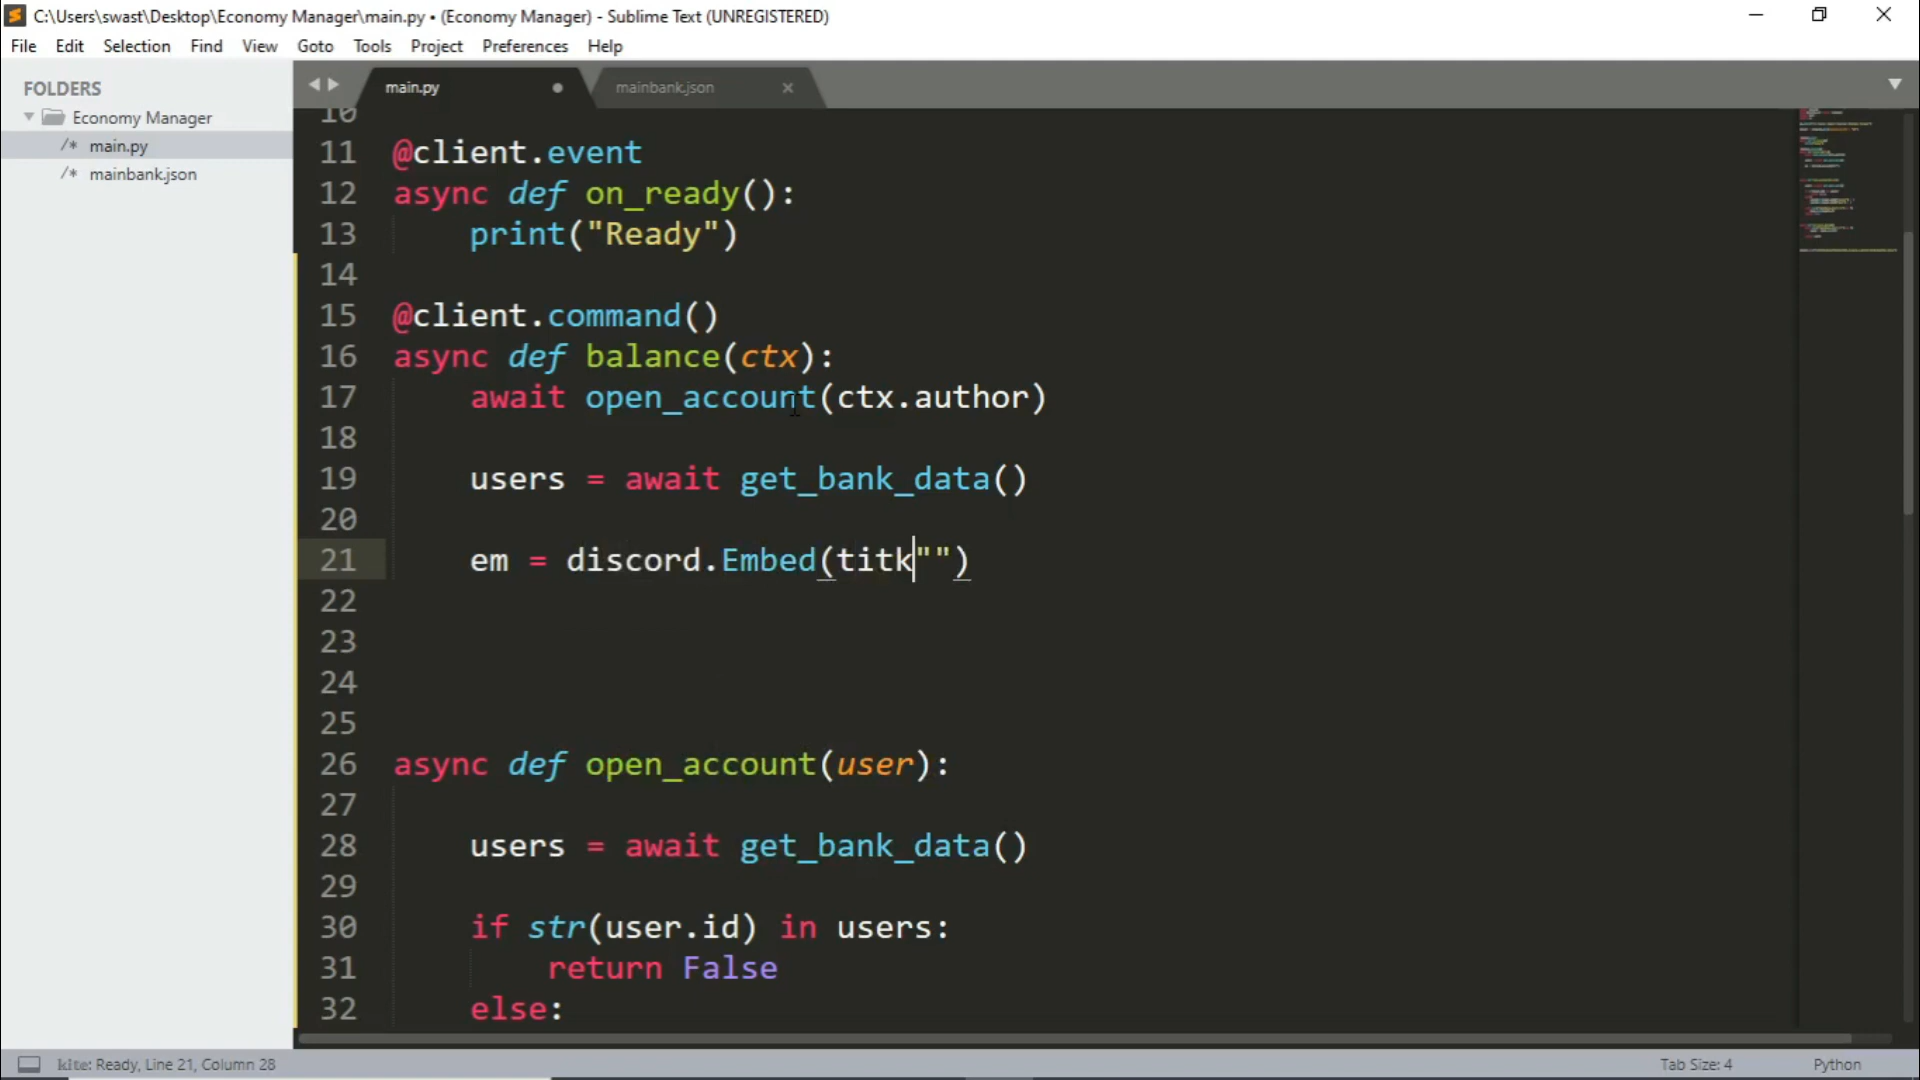 C:\Users\swast\Desktop\Economy Manager\main.py • (Economy Manager) - Sublime Text (UNREGISTERED)
File Edit Selection Find View Goto Tools Project Preferences Help
FOLDERS
Economy Manager
/* main.py
/* mainbank.json
main.py
mainbank.json
10
11 @client.event
12 async def on_ready():
13 print("Ready")
14
15 @client.command()
16 async def balance(ctx):
17 await open_account(ctx.author)
18
19 users = await get_bank_data()
20
21 em = discord.Embed(titk"")
22
23
24
25
26 async def open_account(user):
27
28 users = await get_bank_data()
29
30 if str(user.id) in users:
31 return False
32 else:
kite: Ready, Line 21, Column 28
Tab Size: 4
Python